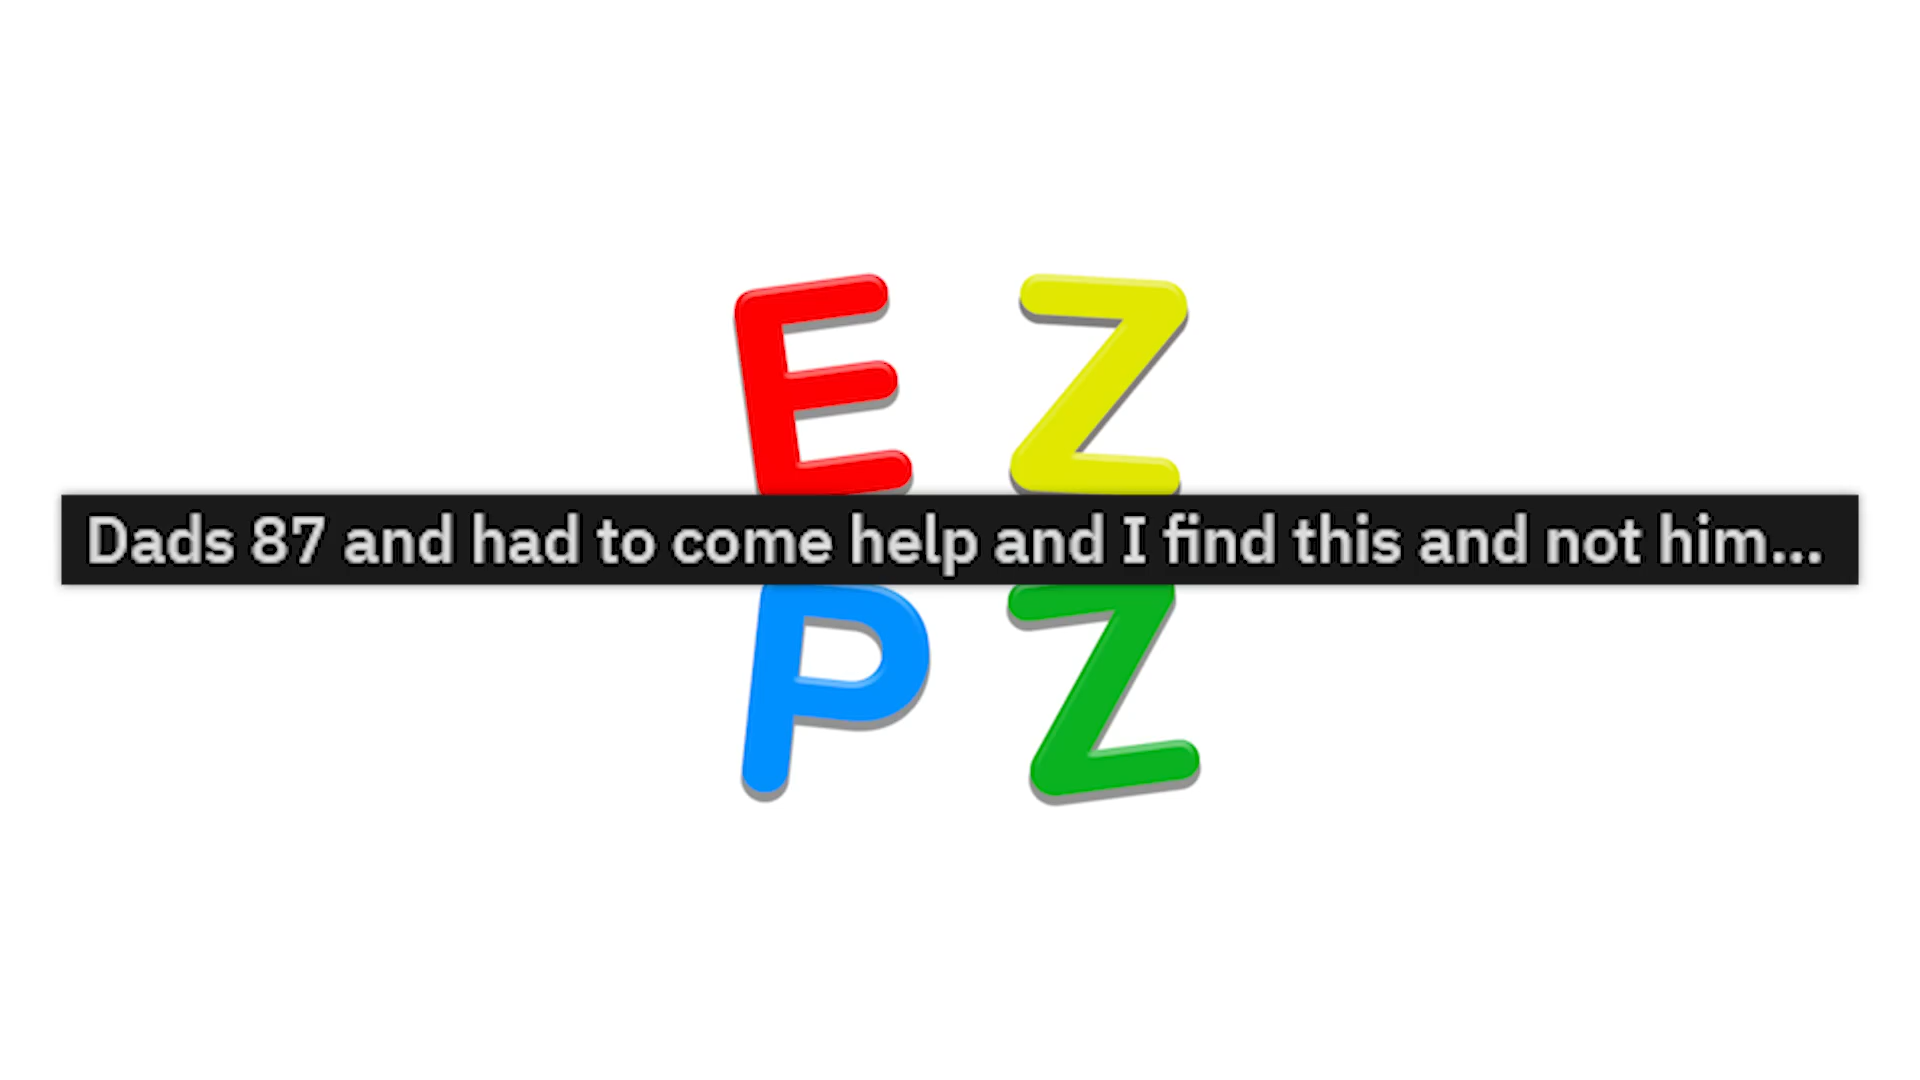 E Z
Dads 87 and had to come help and I find this and not him...
P Z